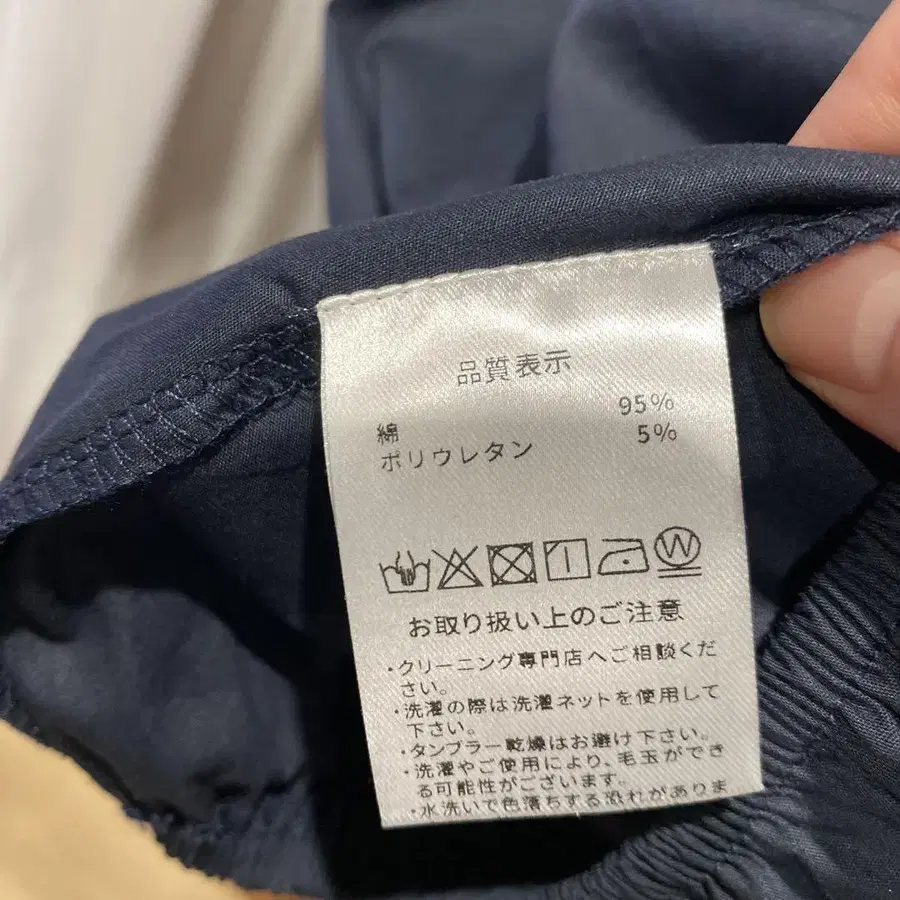 品質表示
綿 95%
ポリウレタン 5%
W
お取り扱い上のご注意
・クリーニング専門店へご相談くだ
さい。
・洗濯の際は洗濯ネットを使用して
下さい。
・タンブラー乾燥はお避け下さい。
・洗濯やご使用により、毛玉ができ
る可能性がございます。
・水洗いで色落ちする恐れがありま